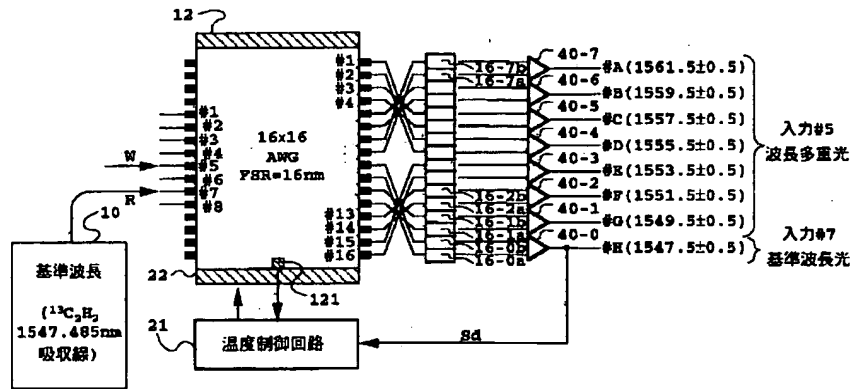 12
#1
#2
#3
#4
#5
#6
#7
#8
W
R
10
基準波長
(¹³C₂H₂
1547.485nm
吸収線)
16x16
AWG
FSR=16nm
#1
#2
#3
#4
#13
#14
#15
#16
22
121
21
温度制御回路
Sd
16-7b
16-7a
16-2b
16-2a
16-1b
16-1a
16-0b
16-0a
40-7
40-6
40-5
40-4
40-3
40-2
40-1
40-0
#A(1561.5±0.5)
#B(1559.5±0.5)
#C(1557.5±0.5)
#D(1555.5±0.5)
#E(1553.5±0.5)
#F(1551.5±0.5)
#G(1549.5±0.5)
#H(1547.5±0.5)
入力#5
波長多重光
入力#7
基準波長光